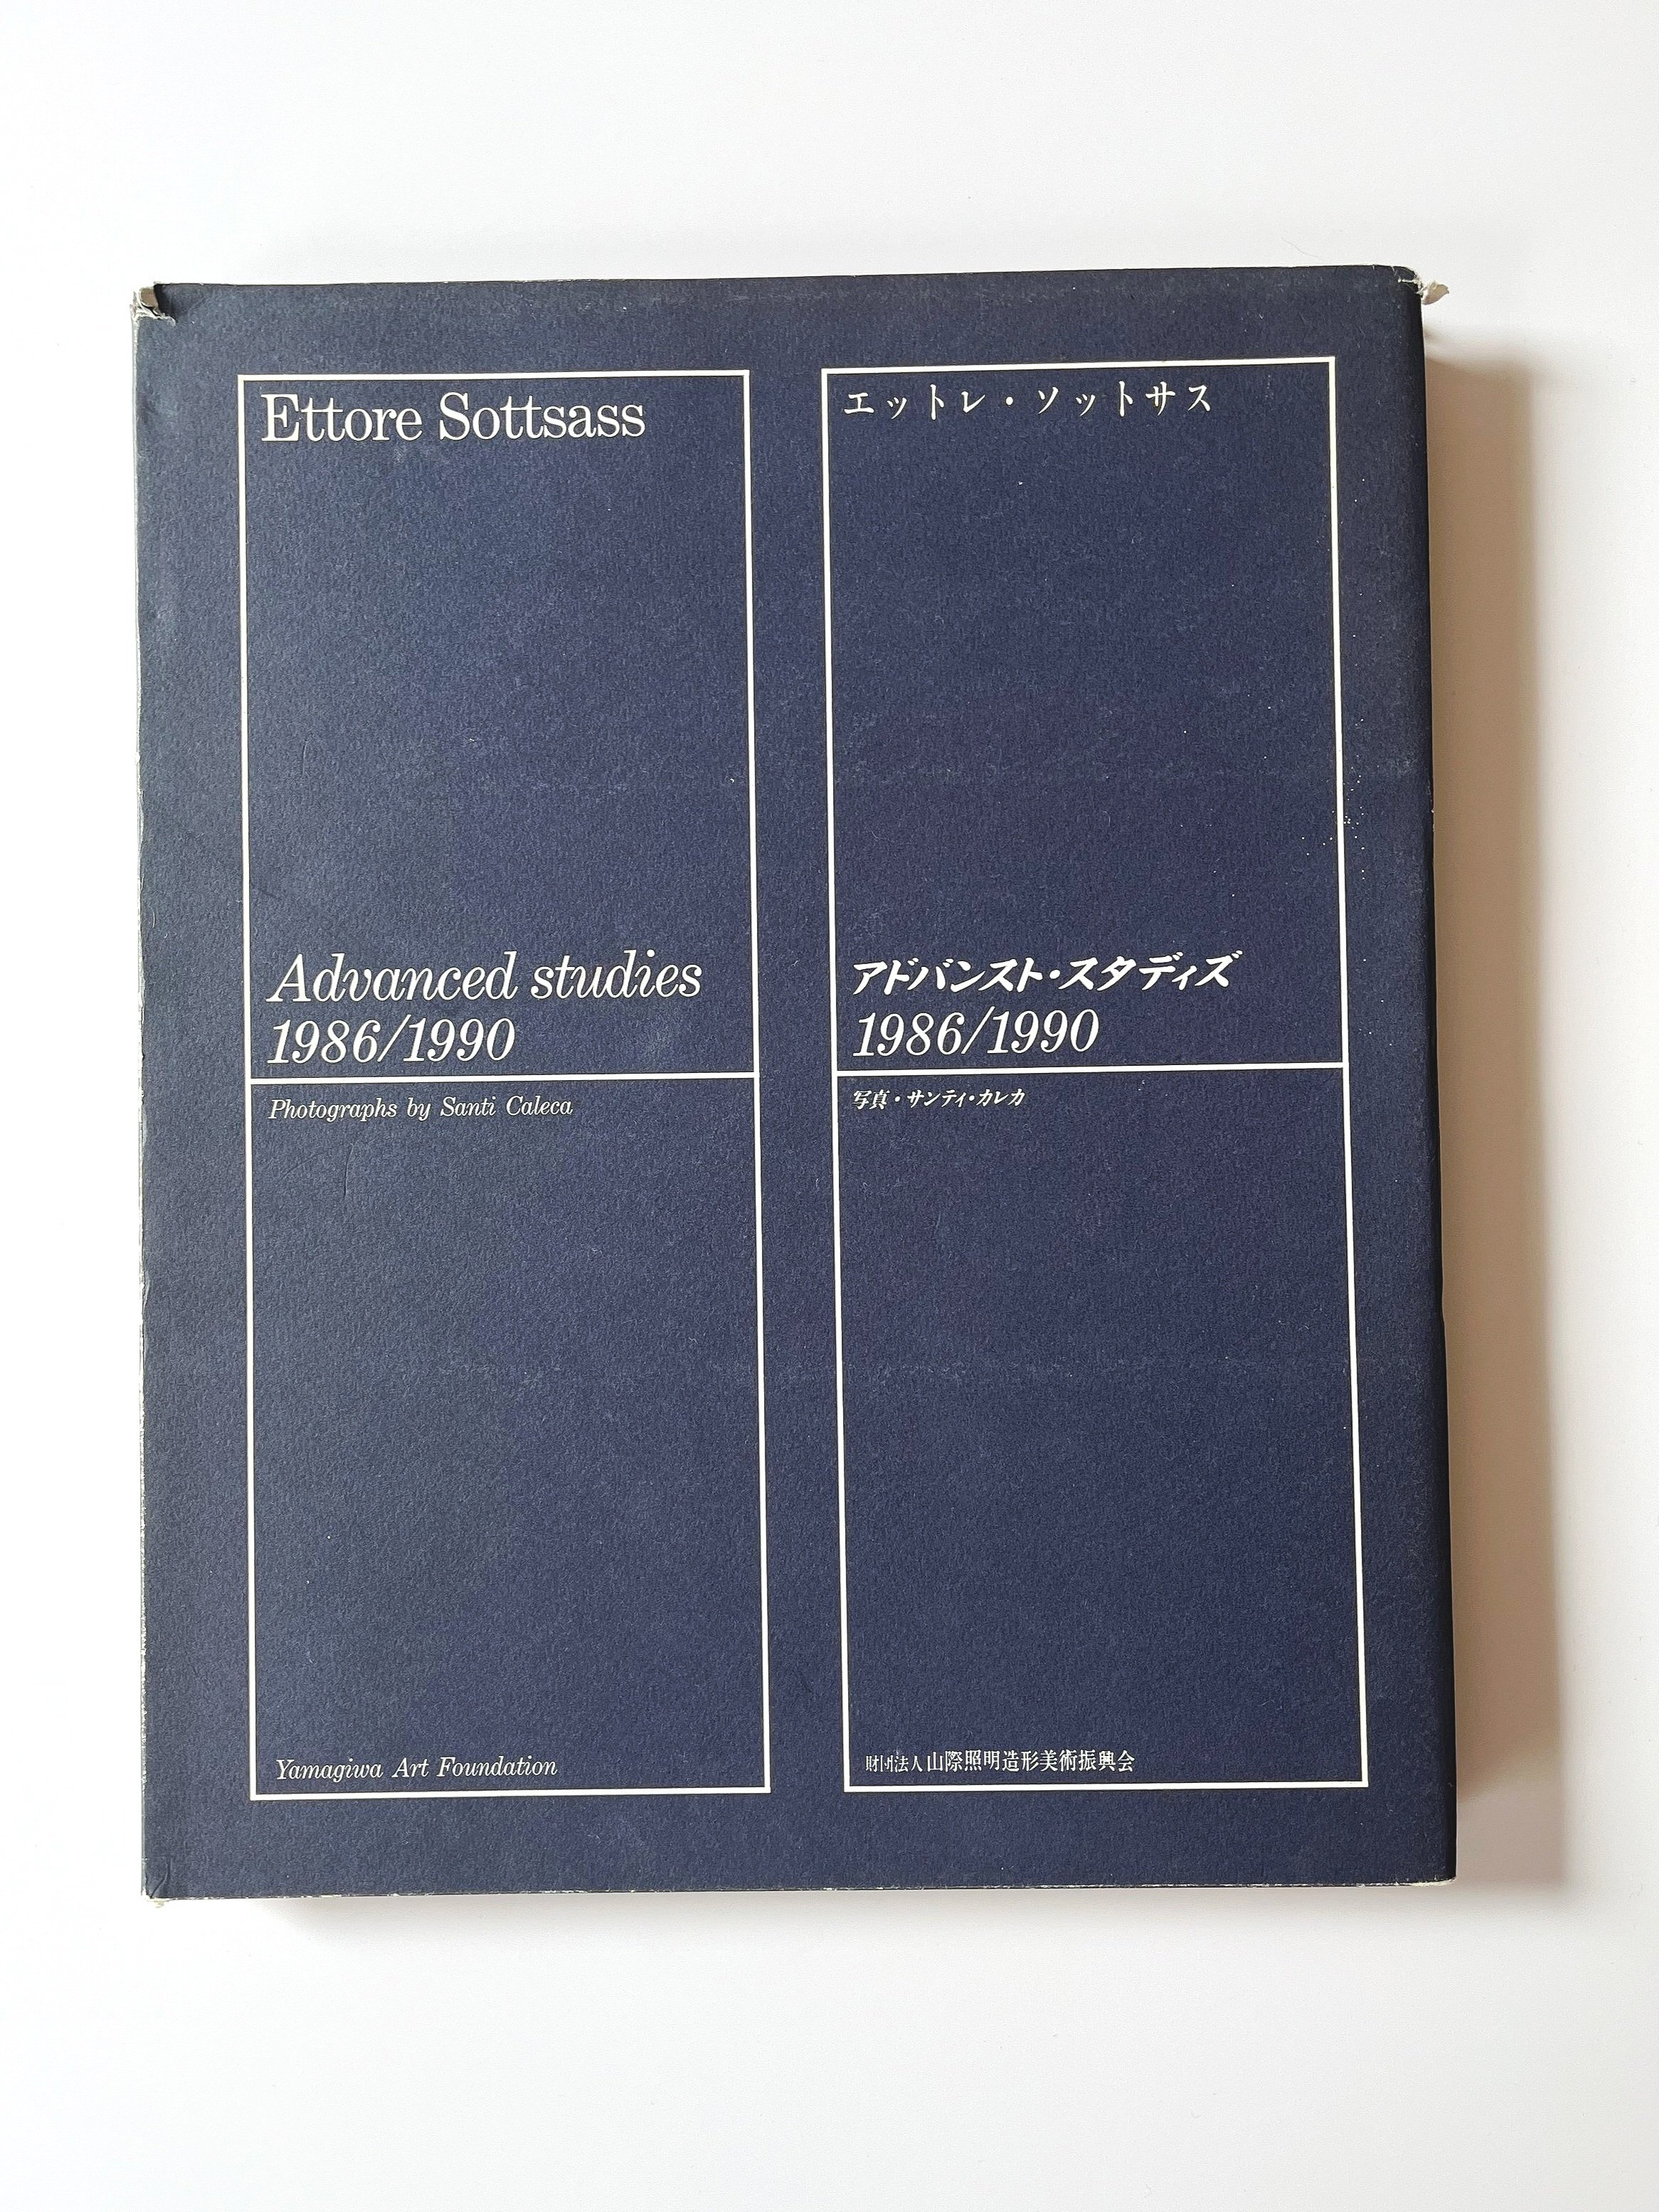 Ettore Sottsass
Advanced studies
1986/1990
Photographs by Santi Caleca
Yamagiwa Art Foundation
エットレ・ソットサス
アドバンスト・スタディズ
1986/1990
写真・サンティ・カレカ
財団法人山際照明造形美術振興会